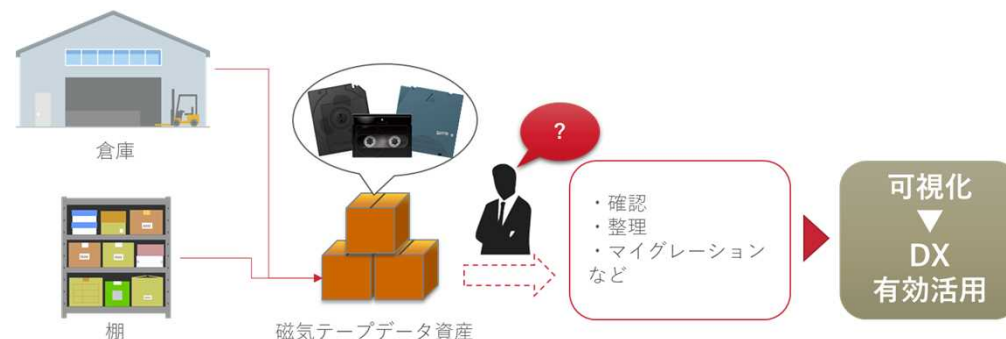 倉庫
棚
磁気テープデータ資産
?
・確認
・整理
・マイグレーション
など
可視化
▼
DX
有効活用